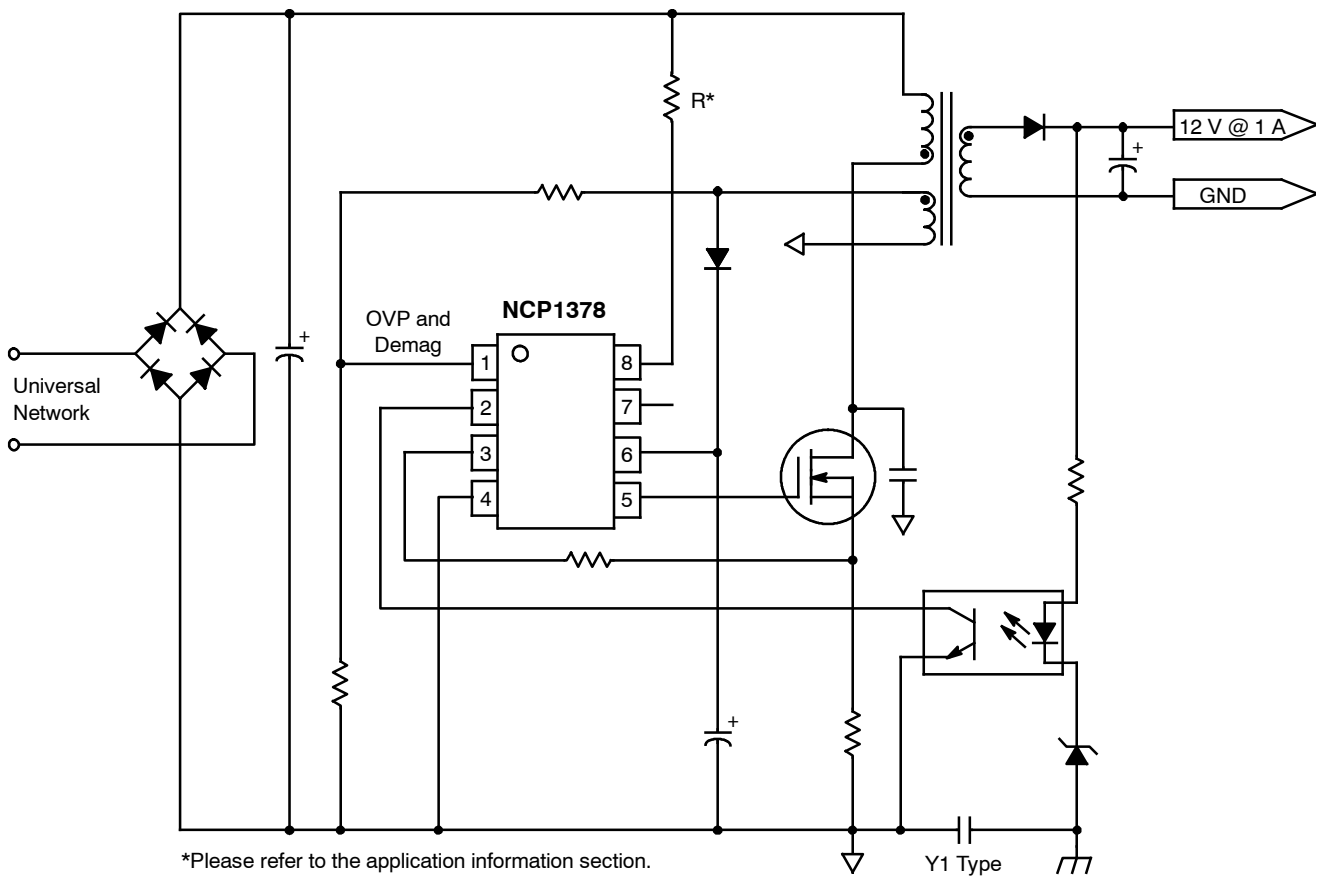 R*
+
12 V @ 1 A
GND
NCP1378
OVP and
Demag
+
1
8
Universal
Network
2
7
3
6
4
5
+
*Please refer to the application information section.
Y1 Type